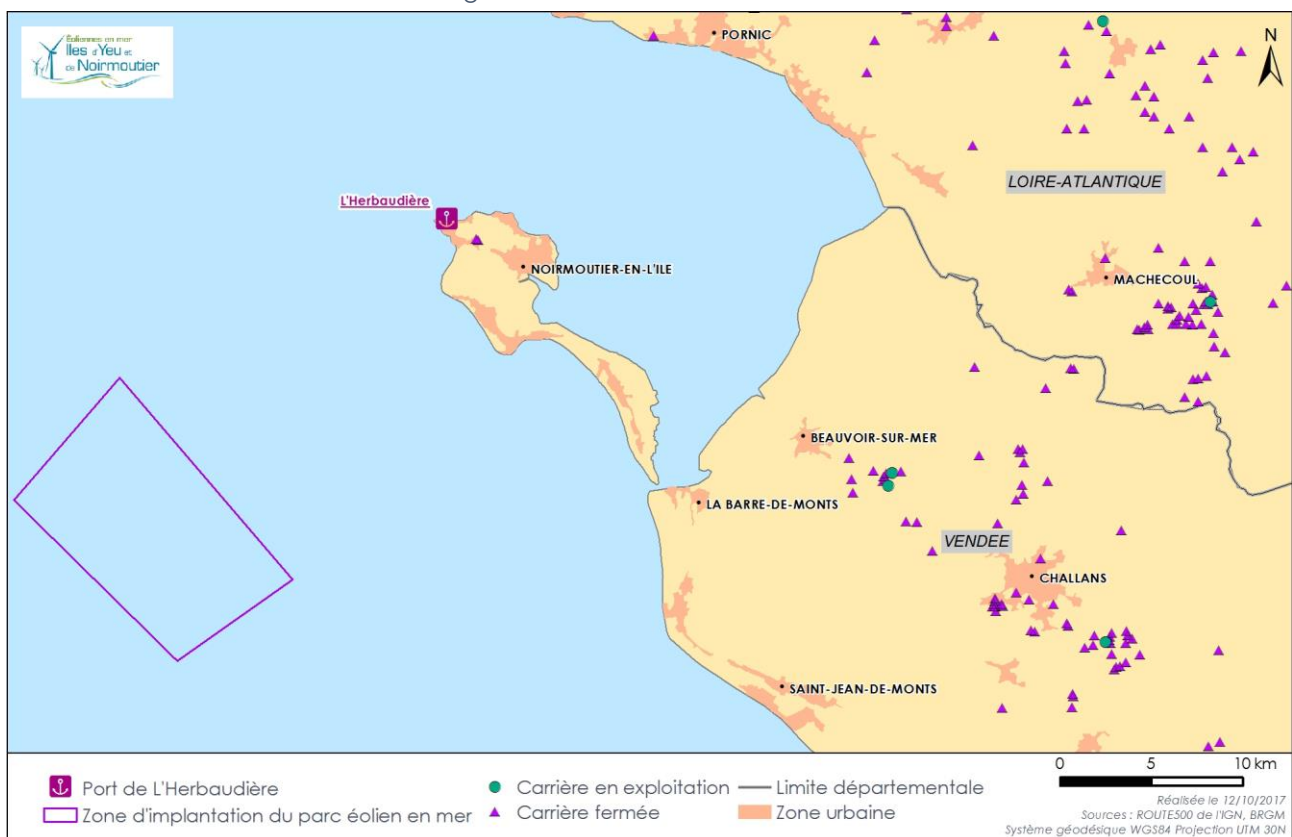 Éoliennes en mer
Iles d'Yeu et
de Noirmoutier
PORNIC
N
LOIRE-ATLANTIQUE
L'Herbaudière
NOIRMOUTIER-EN-L'ILE
MACHECOUL
BEAUVOIR-SUR-MER
LA BARRE-DE-MONTS
VENDEE
CHALLANS
SAINT-JEAN-DE-MONTS
Port de L'Herbaudière
Zone d'implantation du parc éolien en mer
Carrière en exploitation
Carrière fermée
Limite départementale
Zone urbaine
0 5 10 km
Réalisée le 12/10/2017
Sources : ROUTE500 de l'IGN, BRGM
Système géodésique WGS84 Projection UTM 30N